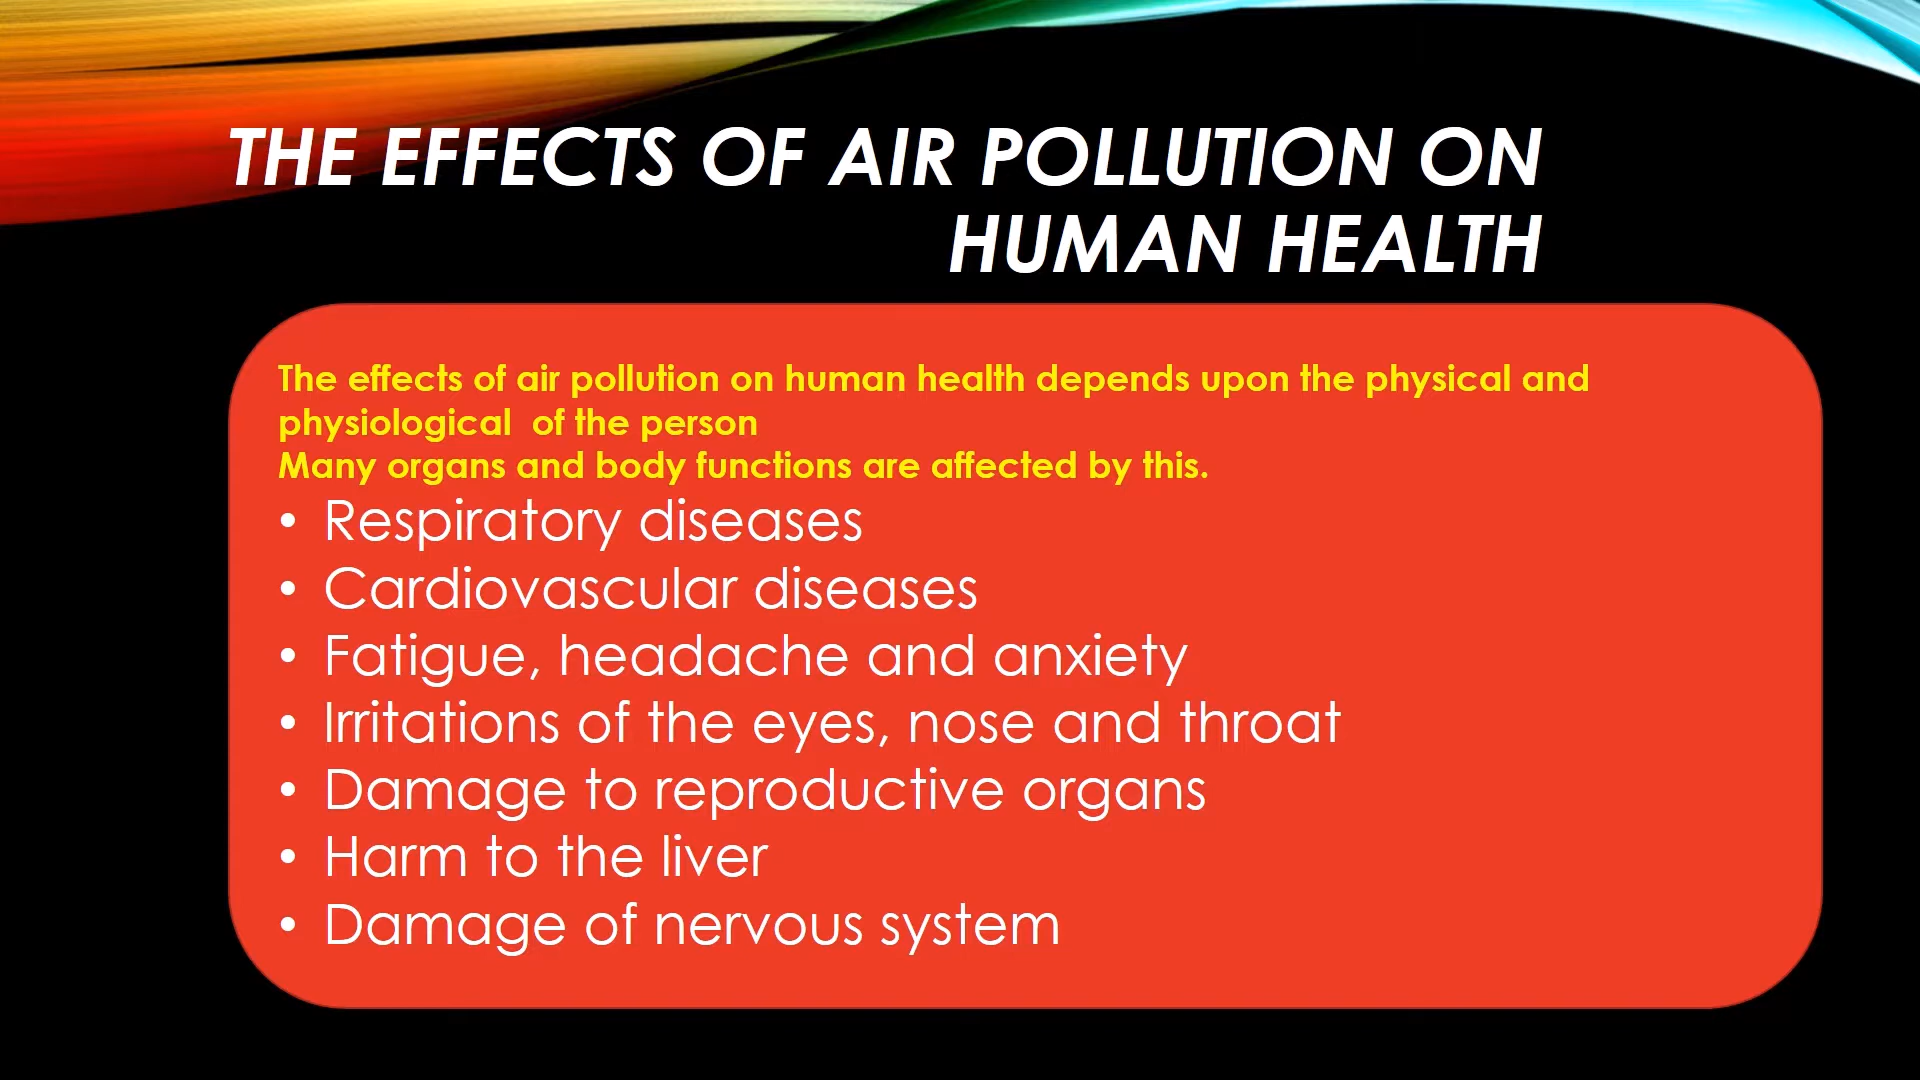 THE EFFECTS OF AIR POLLUTION ON
HUMAN HEALTH
The effects of air pollution on human health depends upon the physical and
physiological  of the person
Many organs and body functions are affected by this.
• Respiratory diseases
• Cardiovascular diseases
• Fatigue, headache and anxiety
• Irritations of the eyes, nose and throat
• Damage to reproductive organs
• Harm to the liver
• Damage of nervous system